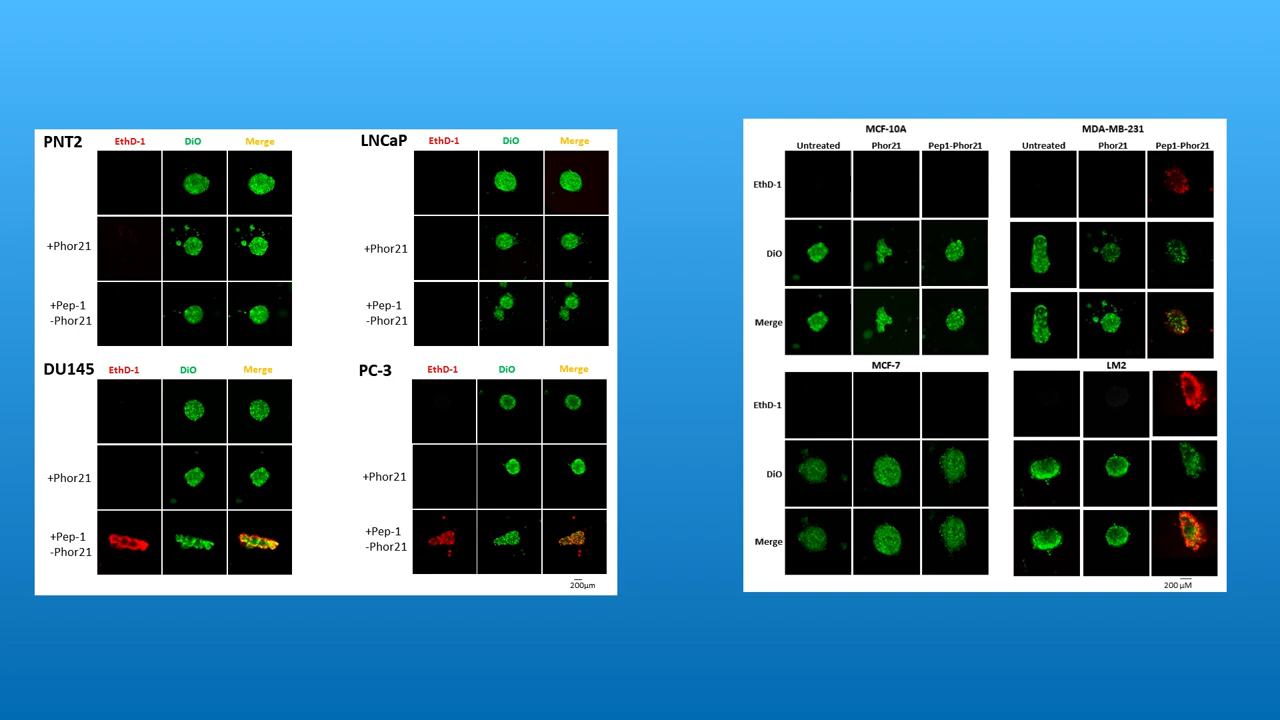 PNT2
EthD-1 DiO Merge
+Phor21
+Pep-1
-Phor21
LNCaP
EthD-1 DiO Merge
+Phor21
+Pep-1
-Phor21
DU145
EthD-1 DiO Merge
+Phor21
+Pep-1
-Phor21
PC-3
EthD-1 DiO Merge
+Phor21
+Pep-1
-Phor21
200µm
MCF-10A
Untreated Phor21 Pep1-Phor21
EthD-1
DiO
Merge
MDA-MB-231
Untreated Phor21 Pep1-Phor21
MCF-7
EthD-1
DiO
Merge
LM2
200 µM